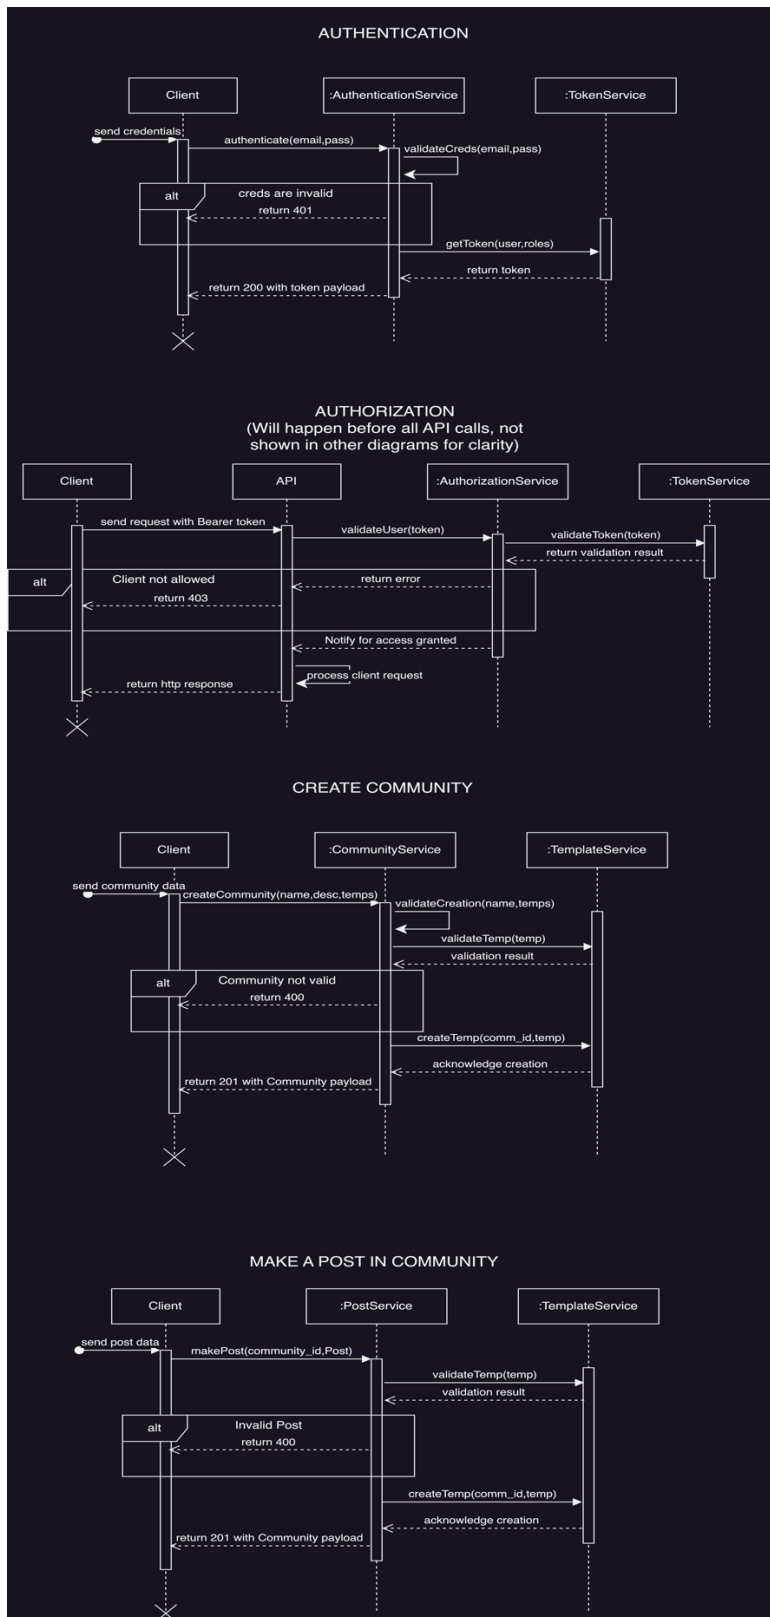 AUTHENTICATION
Client
:AuthenticationService
:TokenService
send credentials
authenticate(email,pass)
validateCreds(email,pass)
alt
creds are invalid
return 401
getToken(user,roles)
return token
return 200 with token payload
AUTHORIZATION
(Will happen before all API calls, not
shown in other diagrams for clarity)
Client
API
:AuthorizationService
:TokenService
send request with Bearer token
validateUser(token)
validateToken(token)
return validation result
alt
Client not allowed
return error
return 403
Notify for access granted
process client request
return http response
CREATE COMMUNITY
Client
:CommunityService
:TemplateService
send community data
createCommunity(name,desc,temps)
validateCreation(name,temps)
validateTemp(temp)
validation result
alt
Community not valid
return 400
createTemp(comm_id,temp)
acknowledge creation
return 201 with Community payload
MAKE A POST IN COMMUNITY
Client
:PostService
:TemplateService
send post data
makePost(community_id,Post)
validateTemp(temp)
validation result
alt
Invalid Post
return 400
createTemp(comm_id,temp)
acknowledge creation
return 201 with Community payload